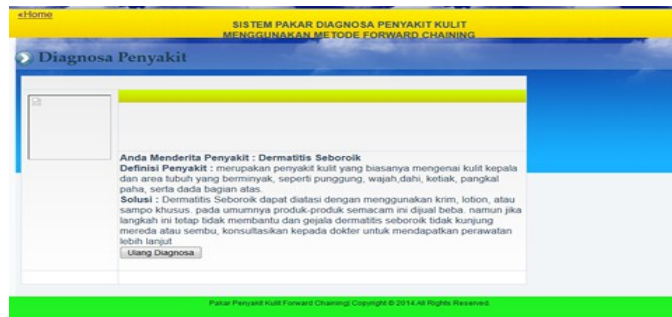 «Home
SISTEM PAKAR DIAGNOSA PENYAKIT KULIT
MENGGUNAKAN METODE FORWARD CHAINING
Diagnosa Penyakit
Anda Menderita Penyakit : Dermatitis Seboroik
Definisi Penyakit : merupakan penyakit kulit yang biasanya mengenai kulit kepala
dan area tubuh yang berminyak, seperti punggung, wajah,dahi, ketiak, pangkal
paha, serta dada bagian atas.
Solusi : Dermatitis Seboroik dapat diatasi dengan menggunakan krim, lotion, atau
sampo khusus. pada umumnya produk-produk semacam ini dijual beba. namun jika
langkah ini tetap tidak membantu dan gejala dermatitis seboroik tidak kunjung
mereda atau sembu, konsultasikan kepada dokter untuk mendapatkan perawatan
lebih lanjut
Ulang Diagnosa
Pakar Penyakit Kulit Forward Chaining| Copyright © 2014 All Rights Reserved.